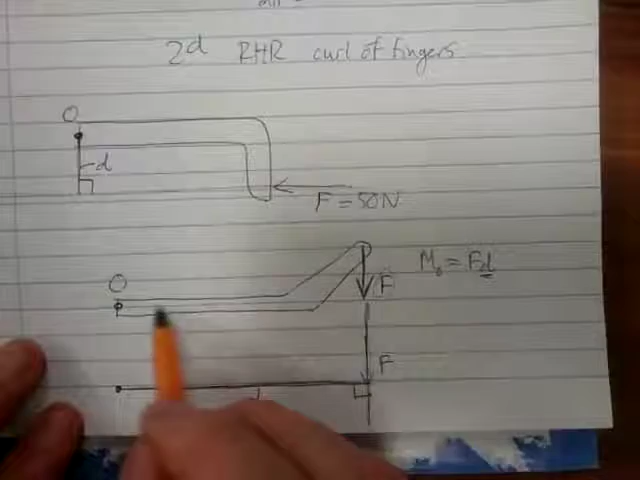 2d RHR curl of fingers
O
d
F = 50N
O
Mo = Fd
F
F
d